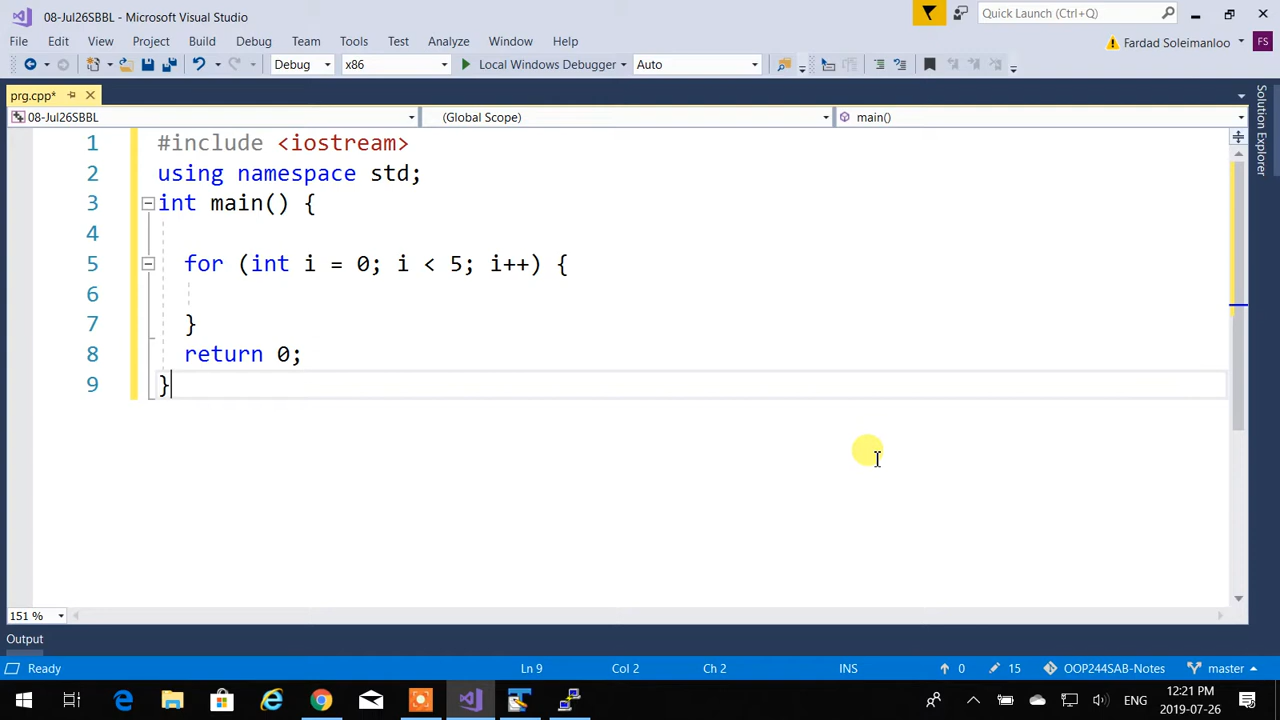 08-Jul26SBBL - Microsoft Visual Studio
Quick Launch (Ctrl+Q)
File Edit View Project Build Debug Team Tools Test Analyze Window Help
Fardad Soleimanloo FS
Debug x86 Local Windows Debugger Auto
prg.cpp*
08-Jul26SBBL (Global Scope) main()
Solution Explorer
1 #include <iostream>
2 using namespace std;
3 int main() {
4
5 for (int i = 0; i < 5; i++) {
6
7 }
8 return 0;
9 }
151 %
Output
Ready Ln 9 Col 2 Ch 2 INS 0 15 OOP244SAB-Notes master
ENG 12:21 PM
2019-07-26